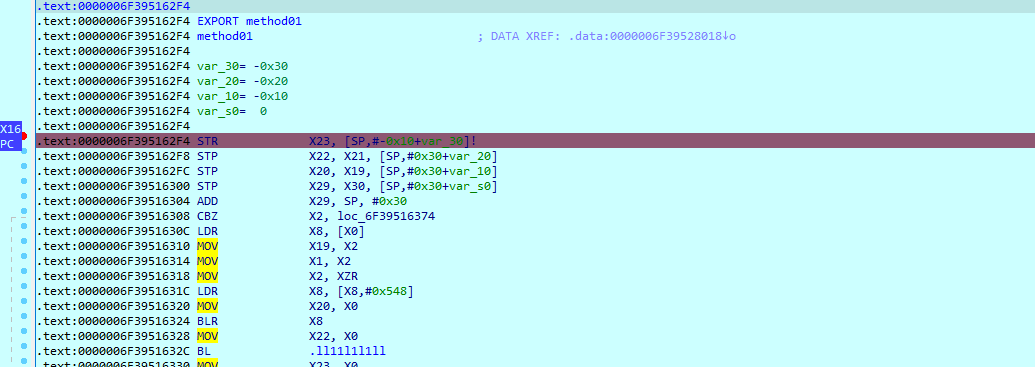 .text:0000006F395162F4
.text:0000006F395162F4 EXPORT method01
.text:0000006F395162F4 method01 ; DATA XREF: .data:0000006F39528018↓o
.text:0000006F395162F4
.text:0000006F395162F4 var_30= -0x30
.text:0000006F395162F4 var_20= -0x20
.text:0000006F395162F4 var_10= -0x10
.text:0000006F395162F4 var_s0= 0
.text:0000006F395162F4
X16
PC
.text:0000006F395162F4 STR X23, [SP,#-0x10+var_30]!
.text:0000006F395162F8 STP X22, X21, [SP,#0x30+var_20]
.text:0000006F395162FC STP X20, X19, [SP,#0x30+var_10]
.text:0000006F39516300 STP X29, X30, [SP,#0x30+var_s0]
.text:0000006F39516304 ADD X29, SP, #0x30
.text:0000006F39516308 CBZ X2, loc_6F39516374
.text:0000006F3951630C LDR X8, [X0]
.text:0000006F39516310 MOV X19, X2
.text:0000006F39516314 MOV X1, X2
.text:0000006F39516318 MOV X2, XZR
.text:0000006F3951631C LDR X8, [X8,#0x548]
.text:0000006F39516320 MOV X20, X0
.text:0000006F39516324 BLR X8
.text:0000006F39516328 MOV X22, X0
.text:0000006F3951632C BL
.text:0000006F39516330 MOV X23, X0